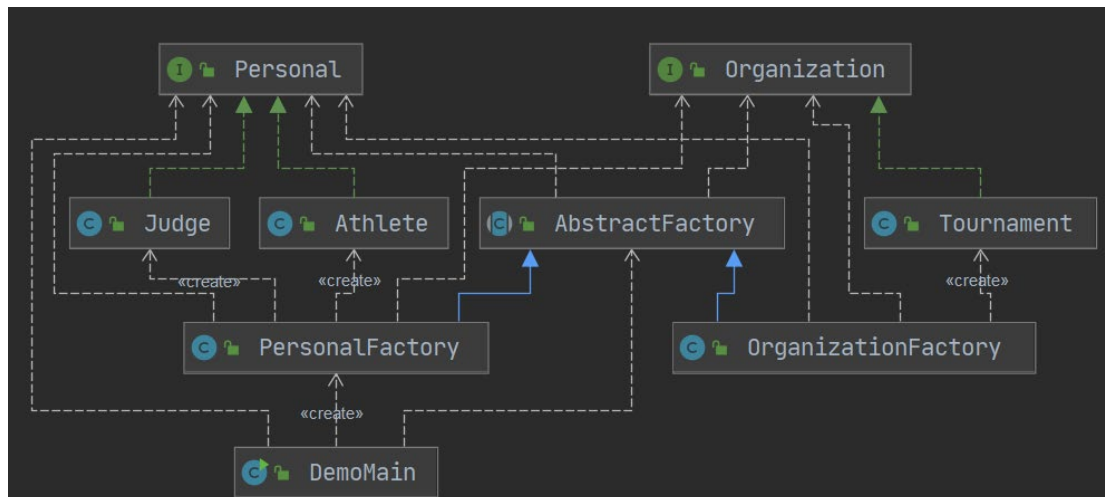 I Personal
I Organization
C Judge
C Athlete
C AbstractFactory
C Tournament
«create»
«create»
«create»
C PersonalFactory
C OrganizationFactory
«create»
C DemoMain